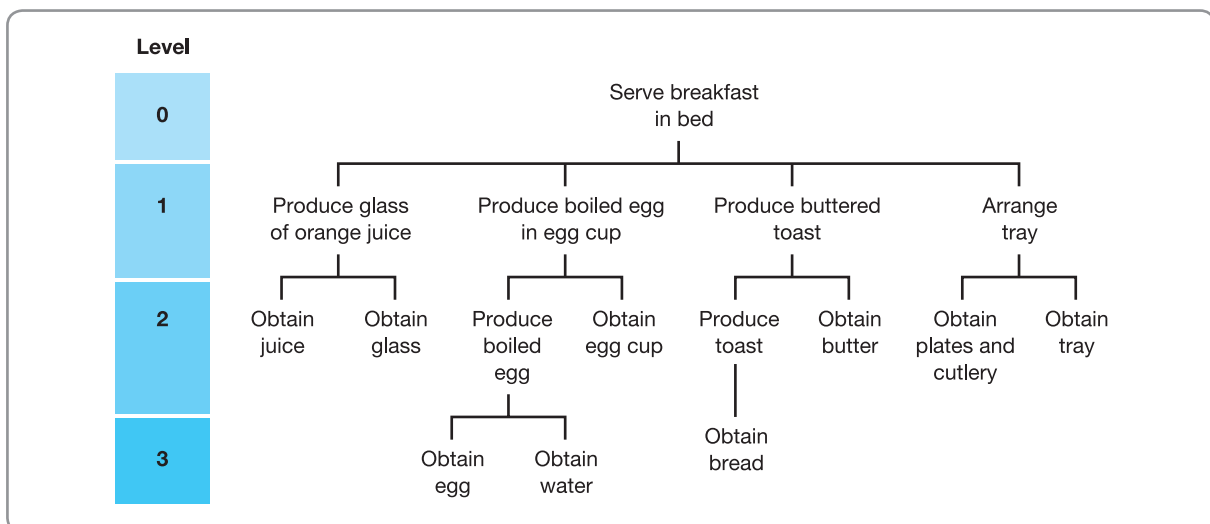 Level
0
Serve breakfast
in bed
1
Produce glass
of orange juice
Produce boiled egg
in egg cup
Produce buttered
toast
Arrange
tray
2
Obtain
juice
Obtain
glass
Produce
boiled
egg
Obtain
egg cup
Produce
toast
Obtain
butter
Obtain
plates and
cutlery
Obtain
tray
3
Obtain
egg
Obtain
water
Obtain
bread